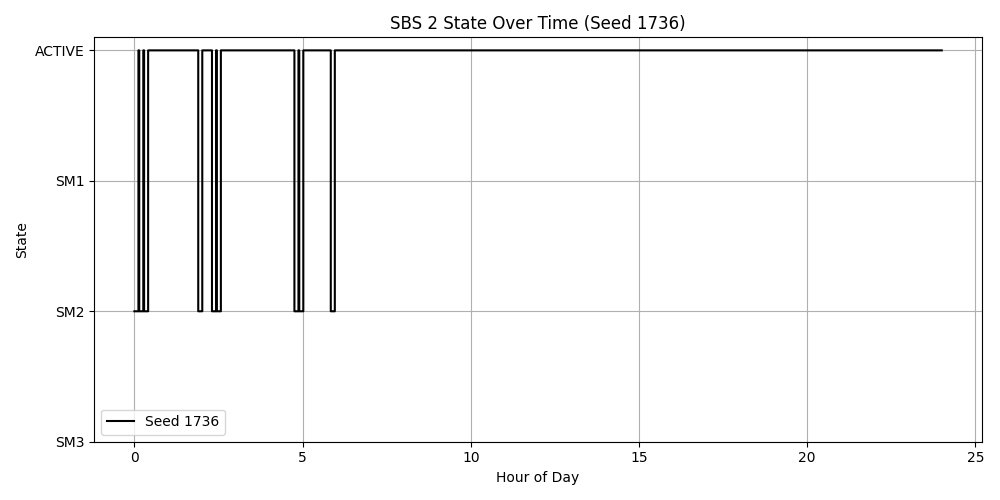 SBS 2 State Over Time (Seed 1736)
ACTIVE
SM1
SM2
SM3
State
Seed 1736
0 5 10 15 20 25
Hour of Day